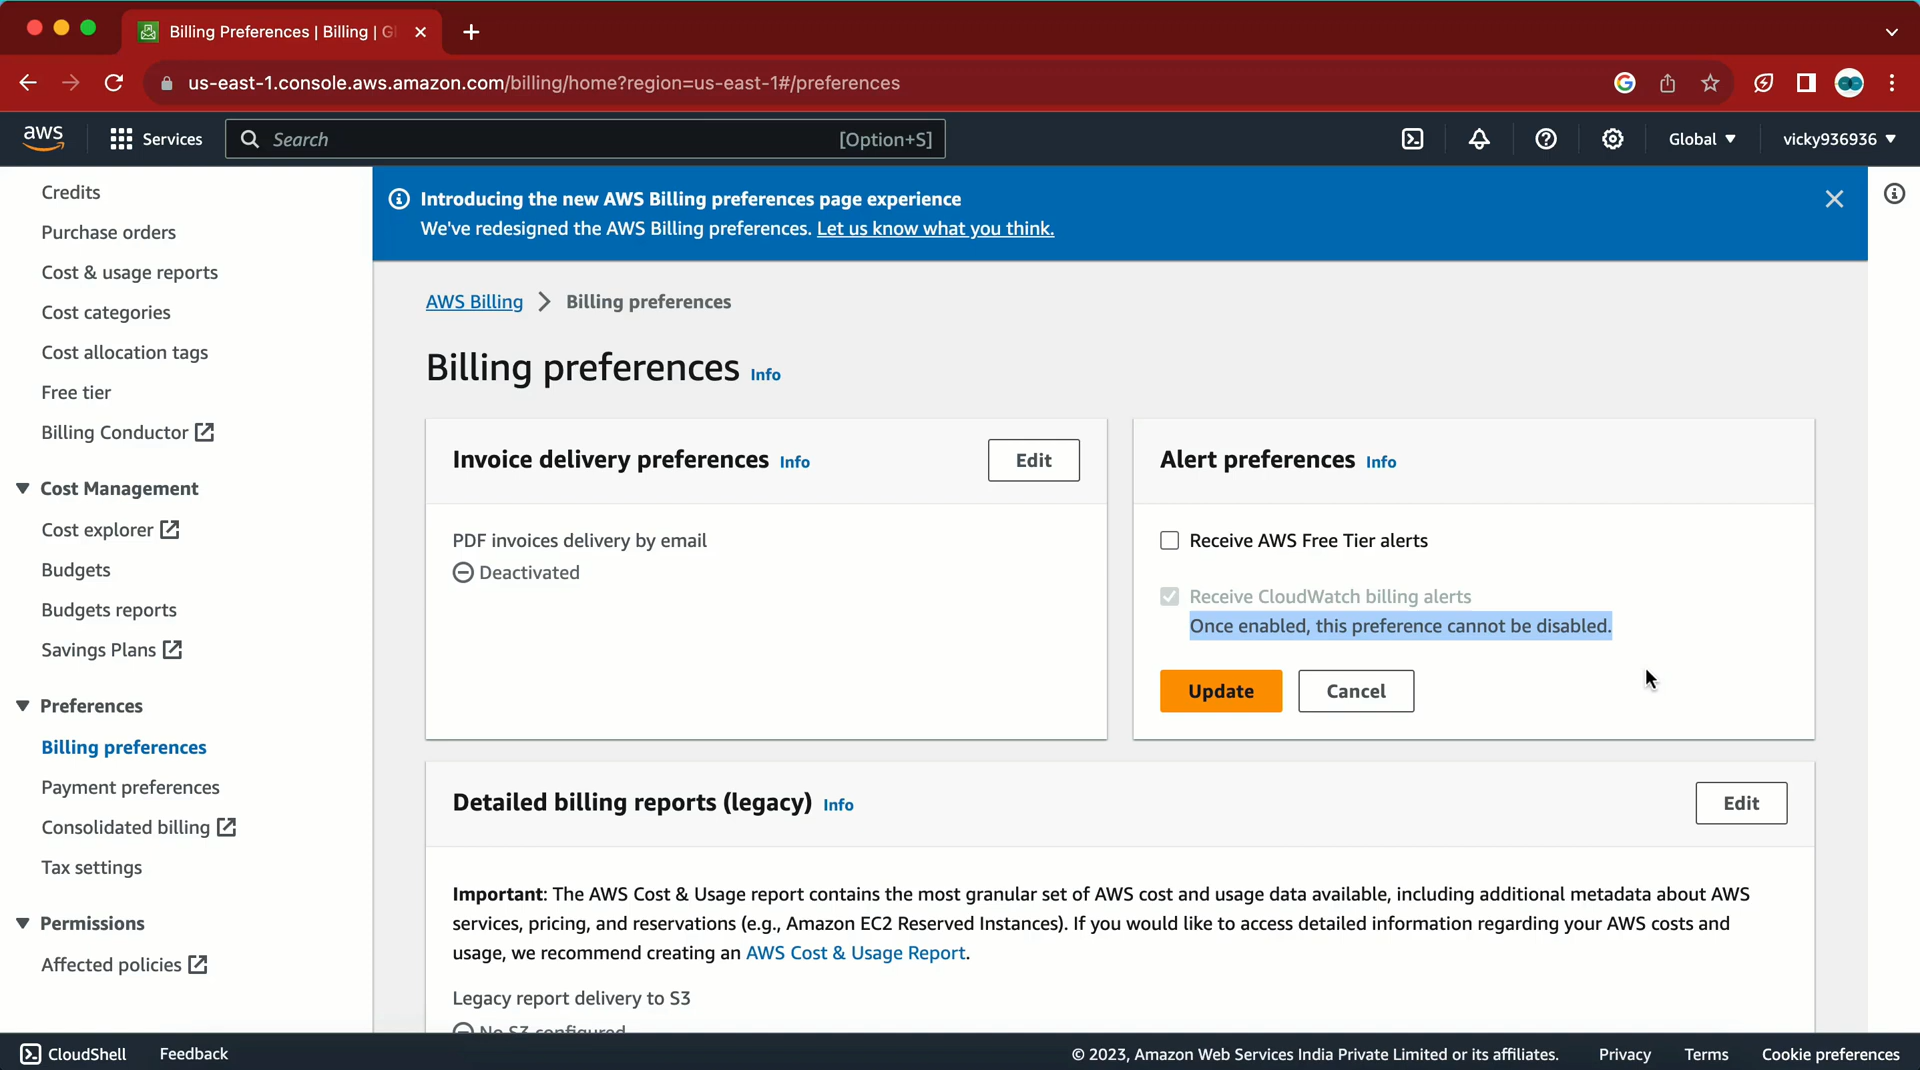 Billing Preferences | Billing | Gl
us-east-1.console.aws.amazon.com/billing/home?region=us-east-1#/preferences
aws
Services
Search
[Option+S]
Global
vicky936936
Credits
Purchase orders
Cost & usage reports
Cost categories
Cost allocation tags
Free tier
Billing Conductor
Cost Management
Cost explorer
Budgets
Budgets reports
Savings Plans
Preferences
Billing preferences
Payment preferences
Consolidated billing
Tax settings
Permissions
Affected policies
Introducing the new AWS Billing preferences page experience
We've redesigned the AWS Billing preferences. Let us know what you think.
AWS Billing > Billing preferences
Billing preferences Info
Invoice delivery preferences Info
Edit
PDF invoices delivery by email
Deactivated
Alert preferences Info
Receive AWS Free Tier alerts
Receive CloudWatch billing alerts
Once enabled, this preference cannot be disabled.
Update
Cancel
Detailed billing reports (legacy) Info
Edit
Important: The AWS Cost & Usage report contains the most granular set of AWS cost and usage data available, including additional metadata about AWS
services, pricing, and reservations (e.g., Amazon EC2 Reserved Instances). If you would like to access detailed information regarding your AWS costs and
usage, we recommend creating an AWS Cost & Usage Report.
Legacy report delivery to S3
No S3 configured
CloudShell
Feedback
© 2023, Amazon Web Services India Private Limited or its affiliates.
Privacy
Terms
Cookie preferences